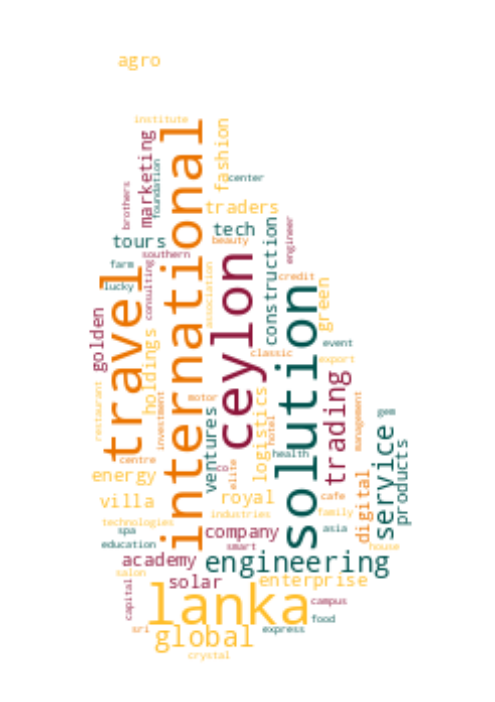 agro
institute
international
fashion
marketing
foundation
center
brothers
traders
engineer
construction
tech
tours
beauty
southern
ceylon
farm
consulting
association
travel
lucky
credit
green
solution
golden
holdings
event
classic
export
trading
restaurant
investment
motor
logistics
management
ventures
gem
hotel
service
products
health
centre
co
elite
energy
digital
villa
royal
cafe
family
industries
technologies
spa
company
asia
education
smart
house
academy
engineering
salon
solar
enterprise
capital
lanka
campus
food
sri
global
express
crystal